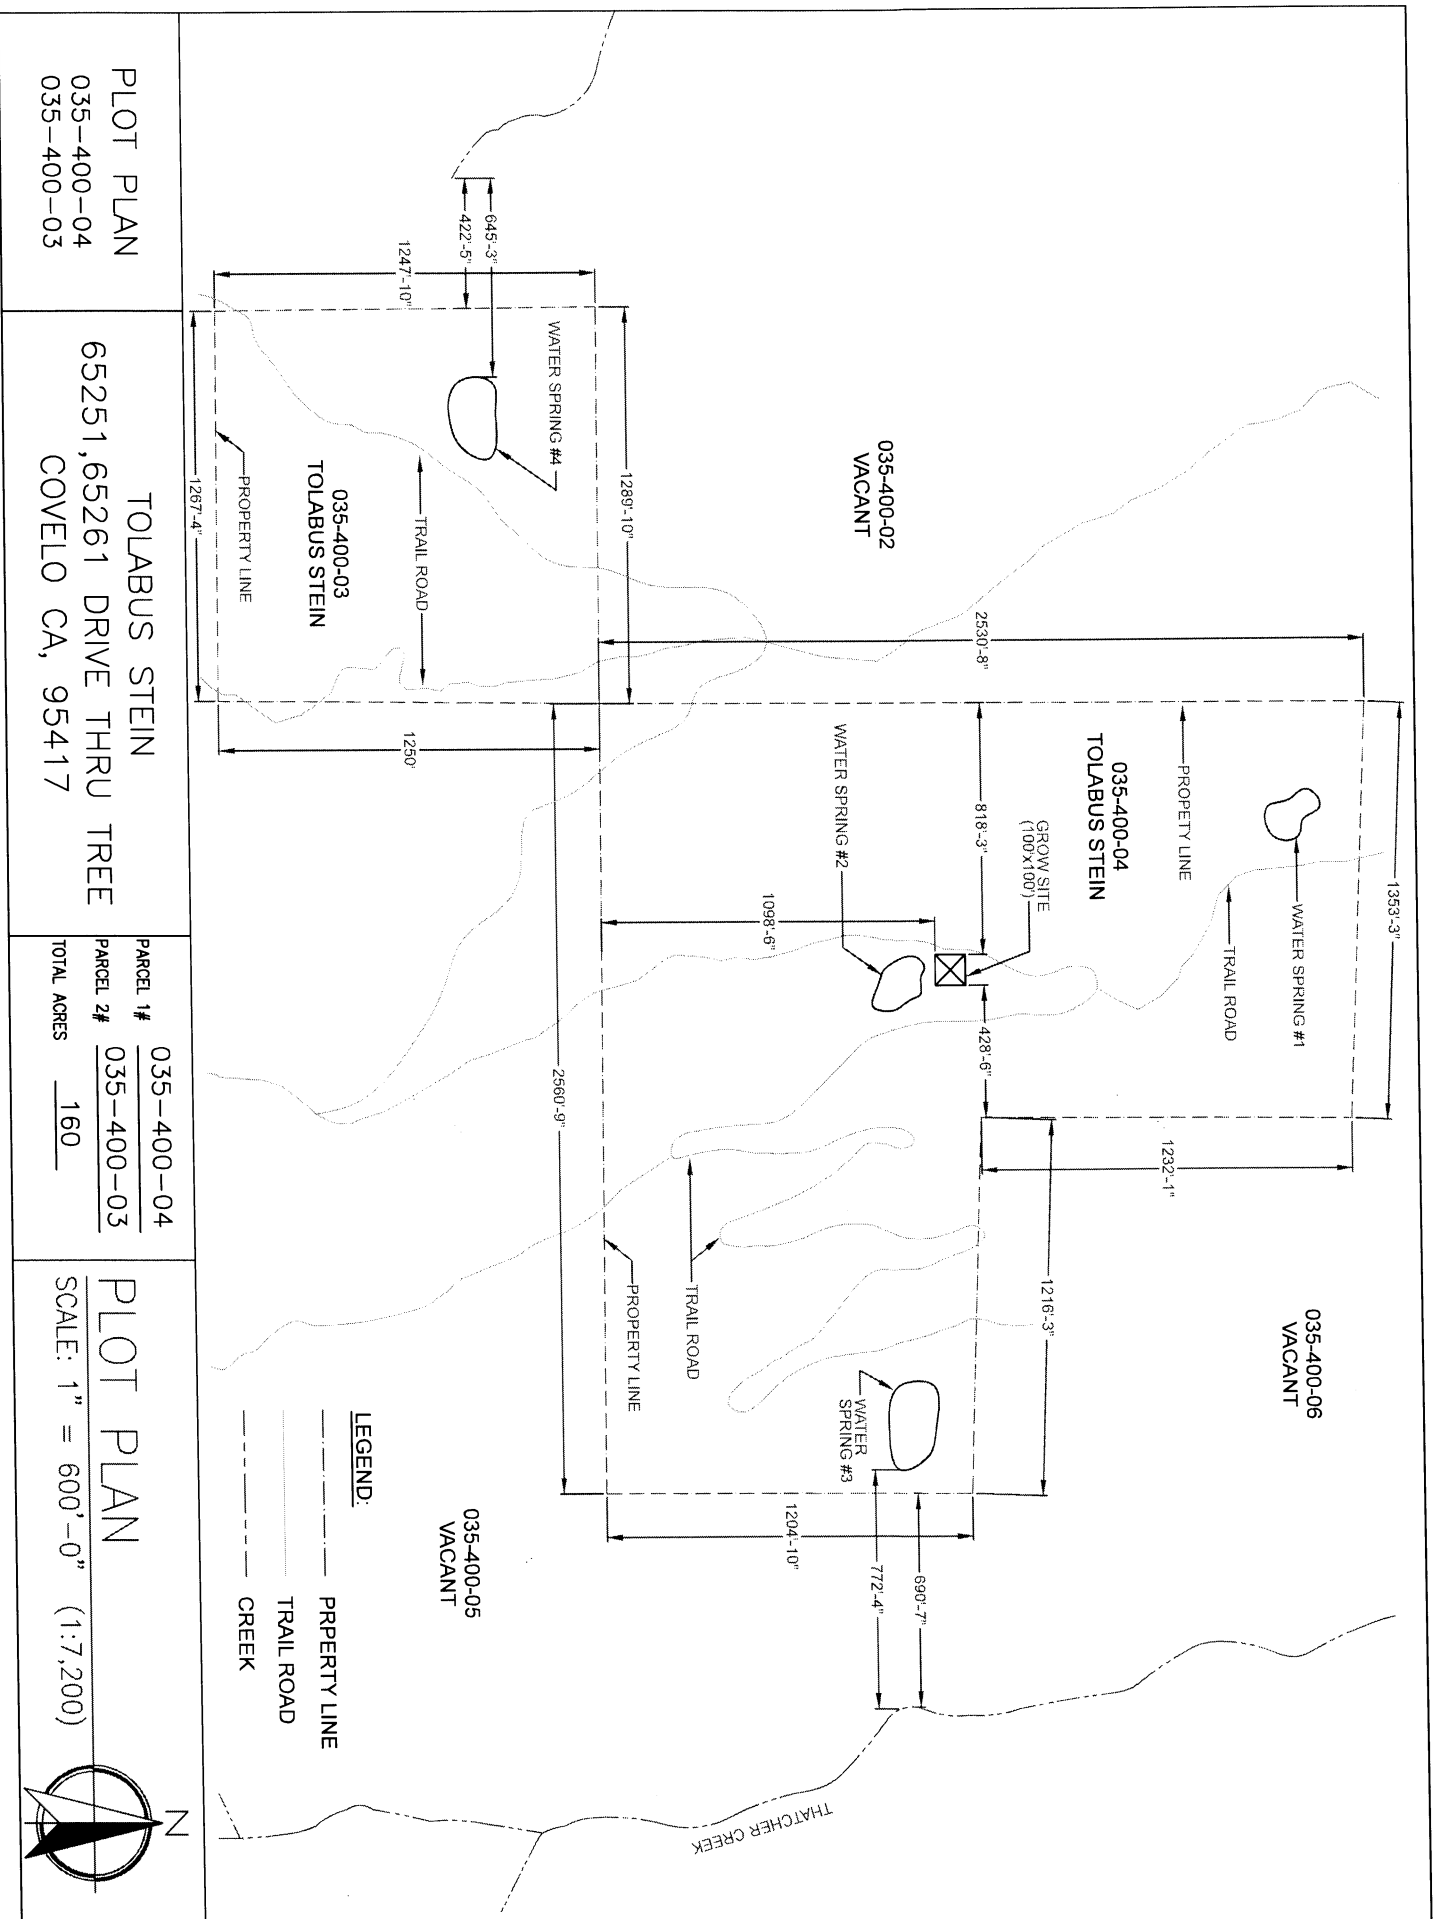 035-400-02
VACANT
035-400-06
VACANT
035-400-05
VACANT
1353'-3"
WATER SPRING #1
TRAIL ROAD
PROPETY LINE
035-400-04
TOLABUS STEIN
1232'-1"
2530'-8"
GROW SITE
(100'x100')
818'-3"
428'-6"
1216'-3"
WATER SPRING #2
1098'-6"
WATER
SPRING #3
690'-7"
772'-4"
1204'-10"
TRAIL ROAD
PROPERTY LINE
2560'-9"
1289'-10"
WATER SPRING #4
645'-3"
422'-5"
1247'-10"
TRAIL ROAD
1250'
035-400-03
TOLABUS STEIN
PROPERTY LINE
1267'-4"
THATCHER CREEK
LEGEND:
PRPERTY LINE
TRAIL ROAD
CREEK
PLOT PLAN
035-400-04
035-400-03
TOLABUS STEIN
65251,65261 DRIVE THRU TREE
COVELO CA, 95417
PARCEL 1# 035-400-04
PARCEL 2# 035-400-03
TOTAL ACRES 160
PLOT PLAN
SCALE: 1" = 600'-0" (1:7,200)
N